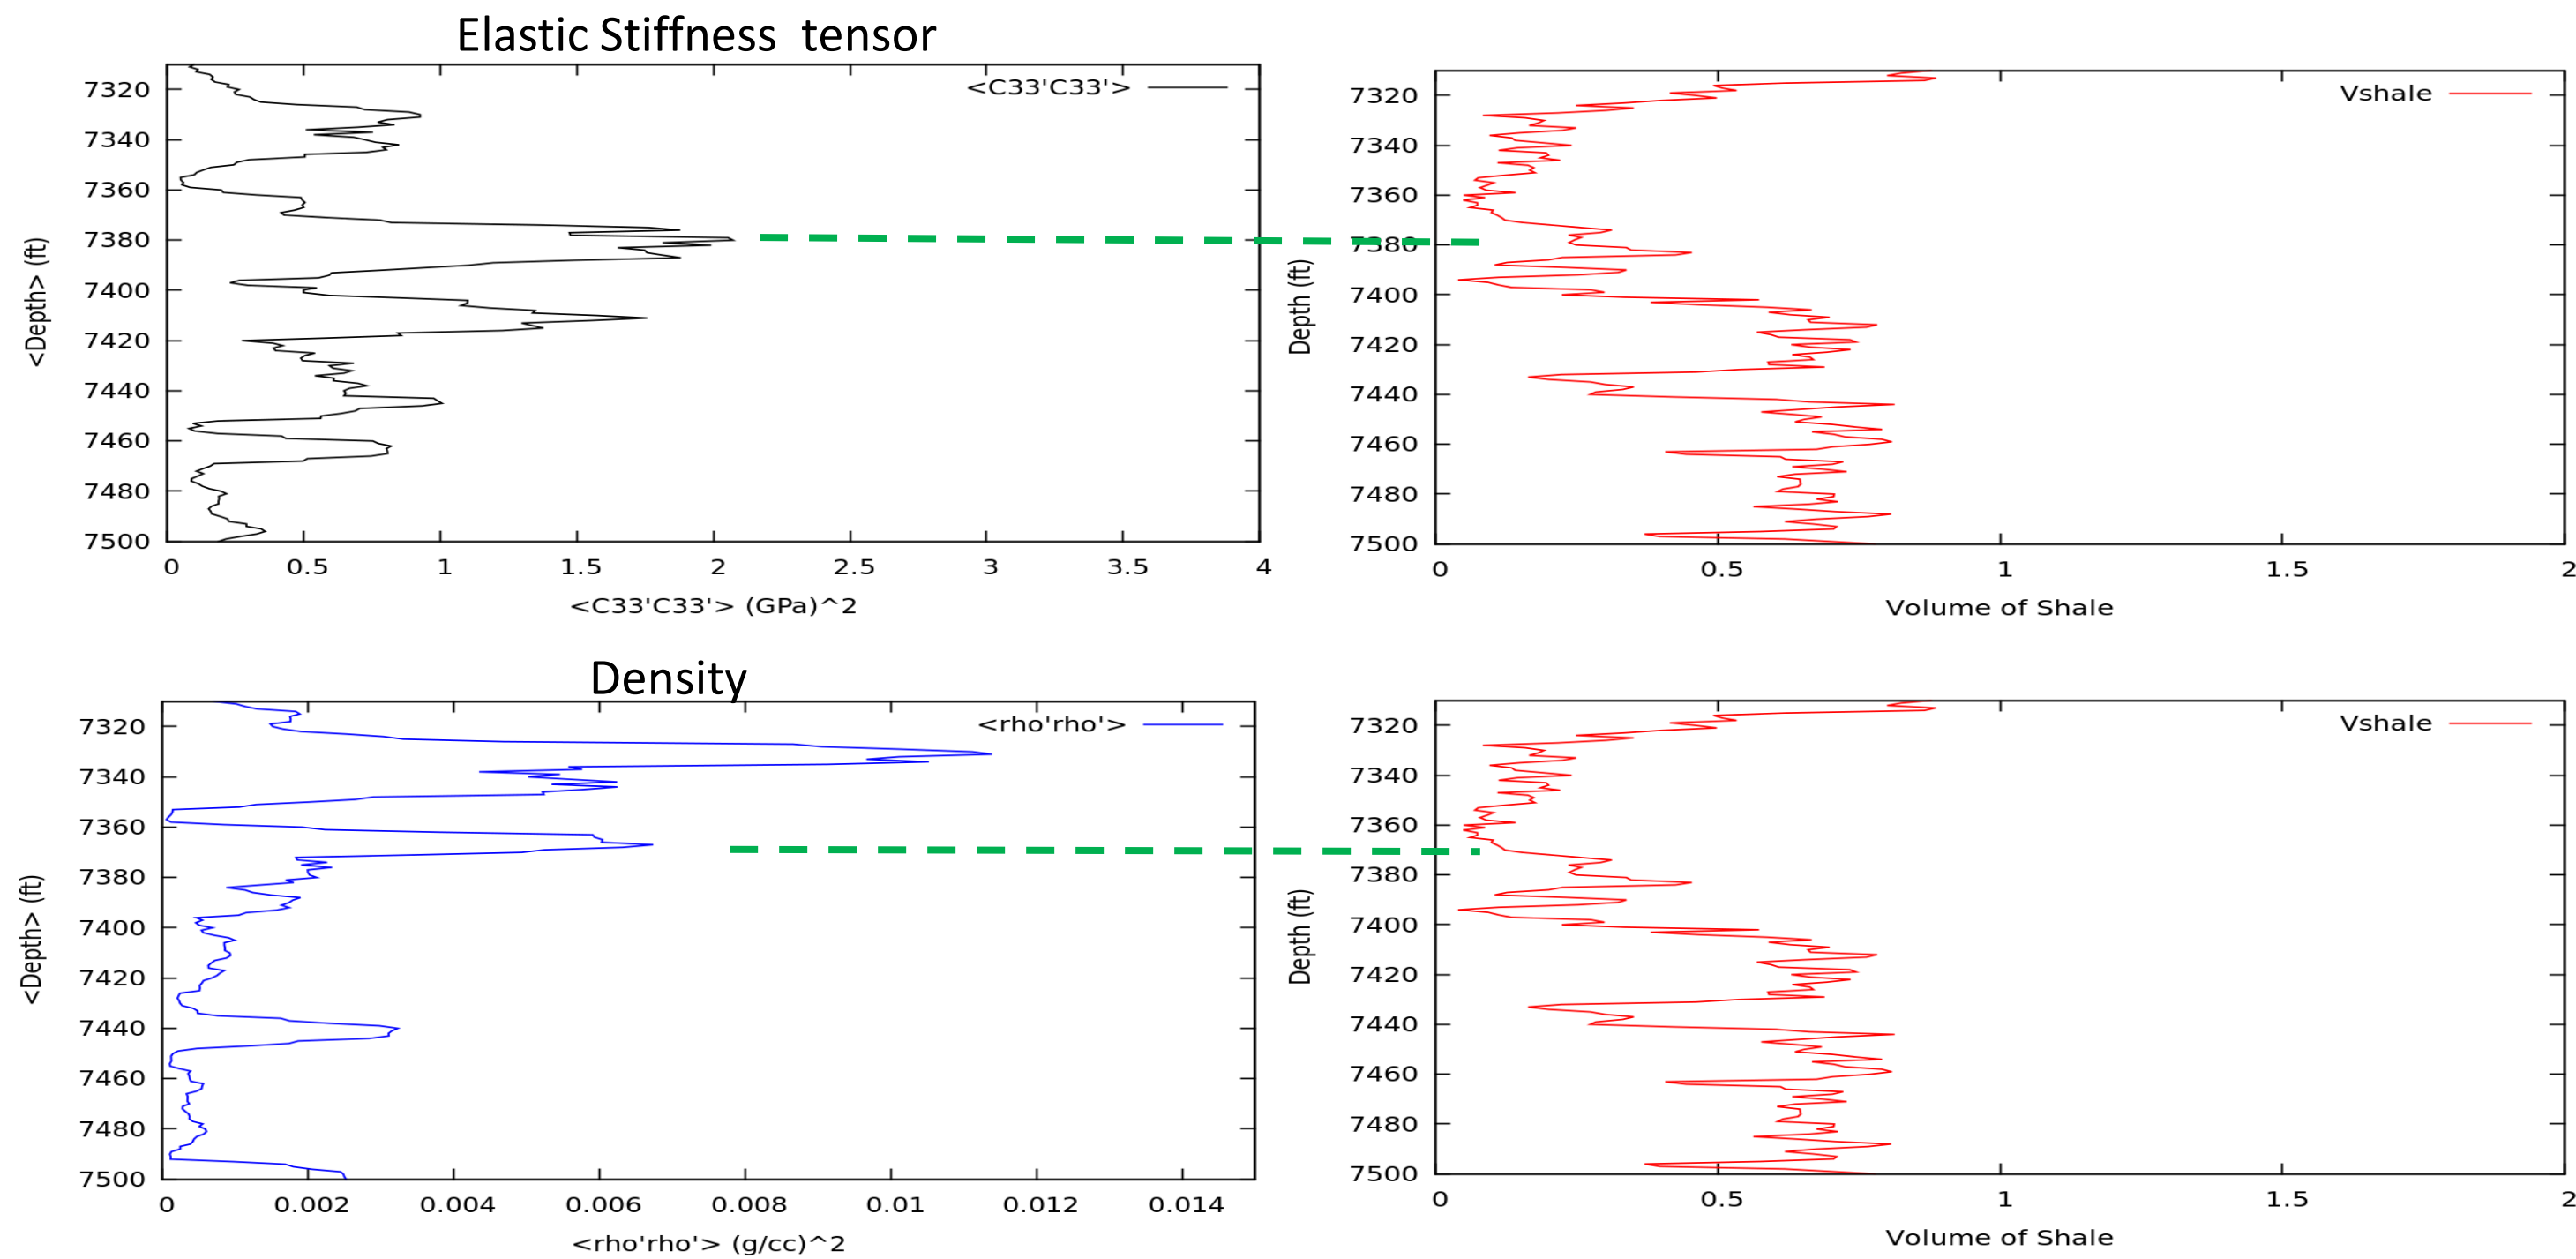 Elastic Stiffness  tensor
<C33'C33'>
7320
7340
7360
7380
7400
7420
7440
7460
7480
7500
<Depth> (ft)
0 0.5 1 1.5 2 2.5 3 3.5 4
<C33'C33'> (GPa)^2
Vshale
7320
7340
7360
7380
7400
7420
7440
7460
7480
7500
Depth (ft)
0 0.5 1 1.5 2
Volume of Shale
Density
<rho'rho'>
7320
7340
7360
7380
7400
7420
7440
7460
7480
7500
<Depth> (ft)
0 0.002 0.004 0.006 0.008 0.01 0.012 0.014
<rho'rho'> (g/cc)^2
Vshale
7320
7340
7360
7380
7400
7420
7440
7460
7480
7500
Depth (ft)
0 0.5 1 1.5 2
Volume of Shale